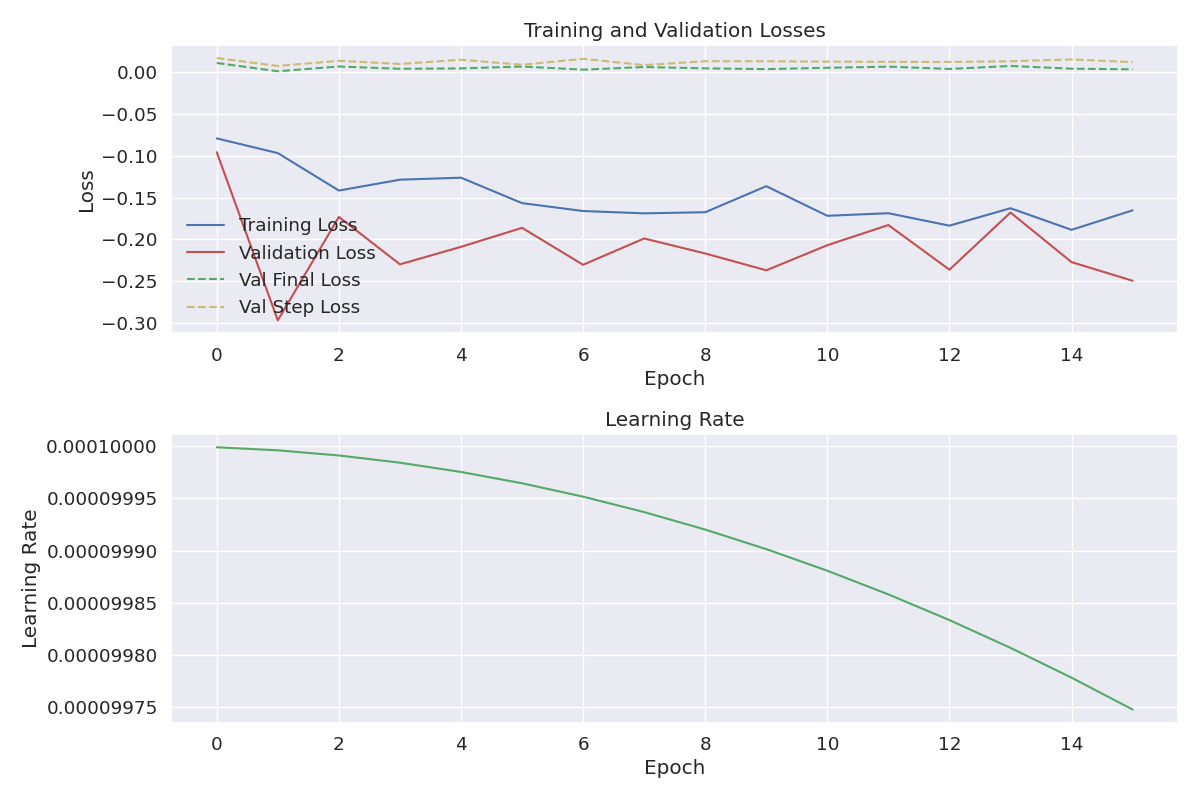 Training and Validation Losses
0.00
−0.05
−0.10
−0.15
−0.20
−0.25
−0.30
Loss
Training Loss
Validation Loss
Val Final Loss
Val Step Loss
0 2 4 6 8 10 12 14
Epoch
Learning Rate
0.00010000
0.00009995
0.00009990
0.00009985
0.00009980
0.00009975
Learning Rate
0 2 4 6 8 10 12 14
Epoch